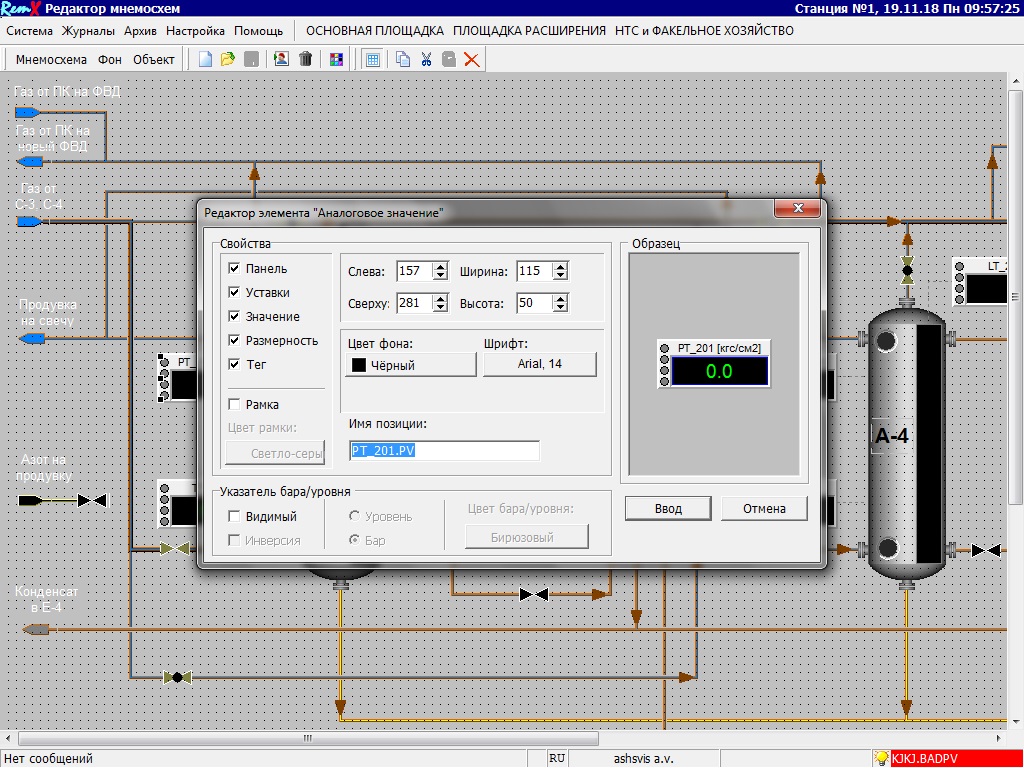 RemX Редактор мнемосхем
Станция №1, 19.11.18 Пн 09:57:25
Система Журналы Архив Настройка Помощь
ОСНОВНАЯ ПЛОЩАДКА ПЛОЩАДКА РАСШИРЕНИЯ НТС и ФАКЕЛЬНОЕ ХОЗЯЙСТВО
Мнемосхема Фон Объект
Газ от ПК на ФВД
Газ от ПК на
новый ФВД
Газ от
С-3, С-4
Продувка
на свечу
PT_
Азот на
продувку
Конденсат
в Е-4
LT_2
А-4
Редактор элемента "Аналоговое значение"
Свойства
Панель
Уставки
Значение
Размерность
Тег
Рамка
Цвет рамки:
Светло-серы
Слева: 157 Ширина: 115
Сверху: 281 Высота: 50
Цвет фона: Шрифт:
Чёрный Arial, 14
Имя позиции:
PT_201.PV
Образец
PT_201 [кгс/см2]
0.0
Указатель бара/уровня
Видимый
Инверсия
Уровень
Бар
Цвет бара/уровня:
Бирюзовый
Ввод Отмена
Нет сообщений
RU
ashsvis a.v.
KJKJ.BADPV